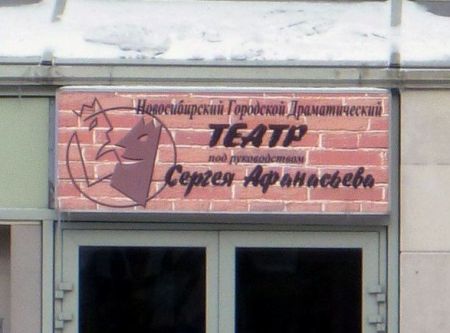 Новосибирский Городской Драматический
ТЕАТР
под руководством
Сергея Афанасьева